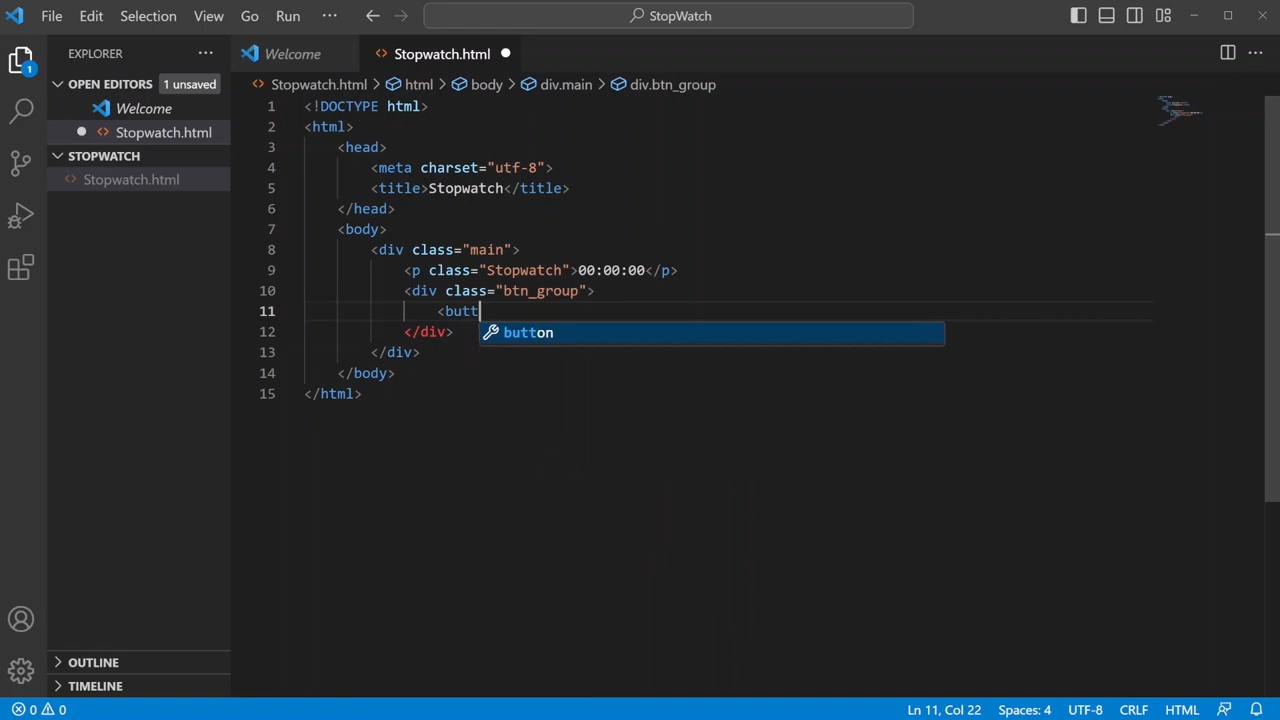 File Edit Selection View Go Run ··· StopWatch
EXPLORER ···
1
OPEN EDITORS 1 unsaved
Welcome
Stopwatch.html
STOPWATCH
Stopwatch.html
OUTLINE
TIMELINE
Welcome Stopwatch.html
Stopwatch.html > html > body > div.main > div.btn_group
1 <!DOCTYPE html>
2 <html>
3 <head>
4 <meta charset="utf-8">
5 <title>Stopwatch</title>
6 </head>
7 <body>
8 <div class="main">
9 <p class="Stopwatch">00:00:00</p>
10 <div class="btn_group">
11 <butt
button
12 </div>
13 </div>
14 </body>
15 </html>
0 0 Ln 11, Col 22 Spaces: 4 UTF-8 CRLF HTML